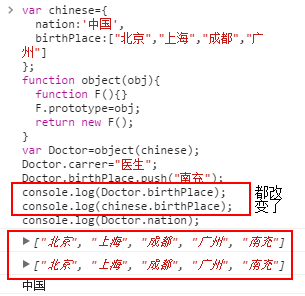 > var chinese={
nation:'中国',
birthPlace:["北京","上海","成都","广
州"]
};
function object(obj){
function F(){}
F.prototype=obj;
return new F();
}
var Doctor=object(chinese);
Doctor.carrer="医生";
Doctor.birthPlace.push("南充");
console.log(Doctor.birthPlace);
console.log(chinese.birthPlace);
都改
变了
console.log(Doctor.nation);
▶ ["北京", "上海", "成都", "广州", "南充"]
▶ ["北京", "上海", "成都", "广州", "南充"]
中国